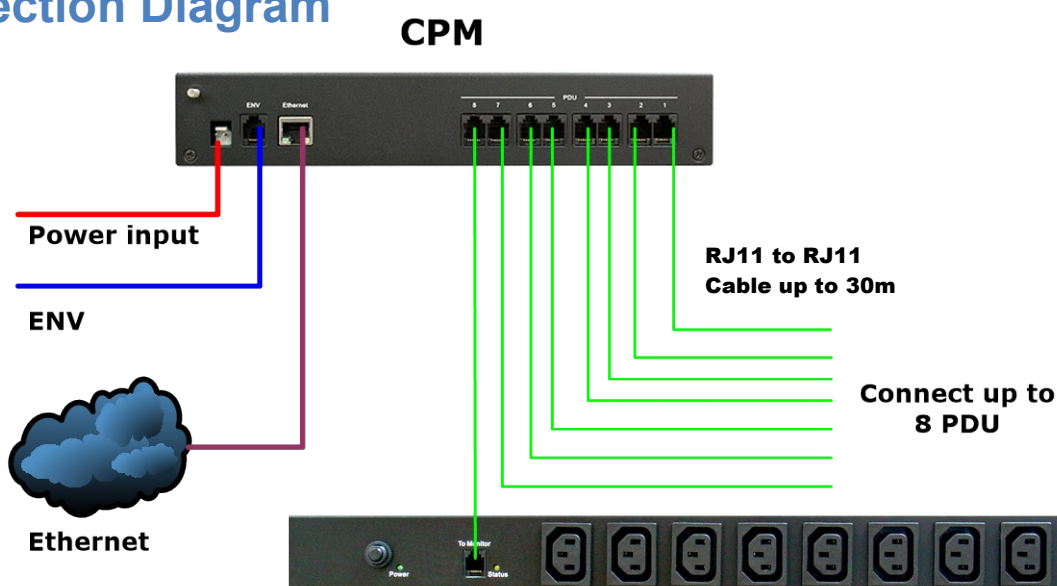 ection Diagram
CPM
ENV Ethernet
PDU
8 7 6 5 4 3 2 1
Power input
RJ11 to RJ11
Cable up to 30m
ENV
Connect up to
8 PDU
Ethernet
To Monitor
Power
Status